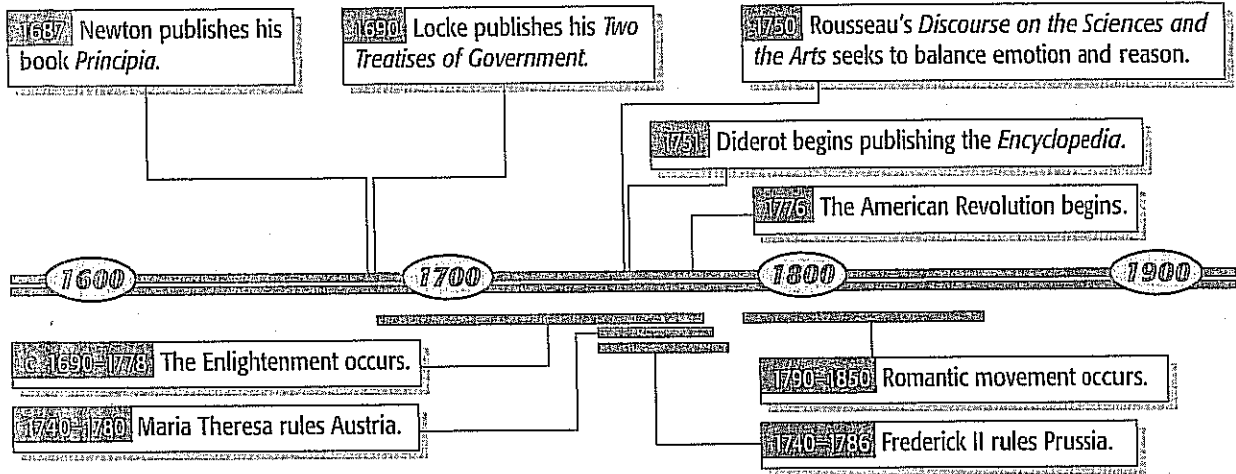 1687 Newton publishes his
book Principia.
1690 Locke publishes his Two
Treatises of Government.
1750 Rousseau's Discourse on the Sciences and
the Arts seeks to balance emotion and reason.
1751 Diderot begins publishing the Encyclopedia.
1776 The American Revolution begins.
1600
1700
1800
1900
c. 1690–1778 The Enlightenment occurs.
1740–1780 Maria Theresa rules Austria.
1790–1850 Romantic movement occurs.
1740–1786 Frederick II rules Prussia.